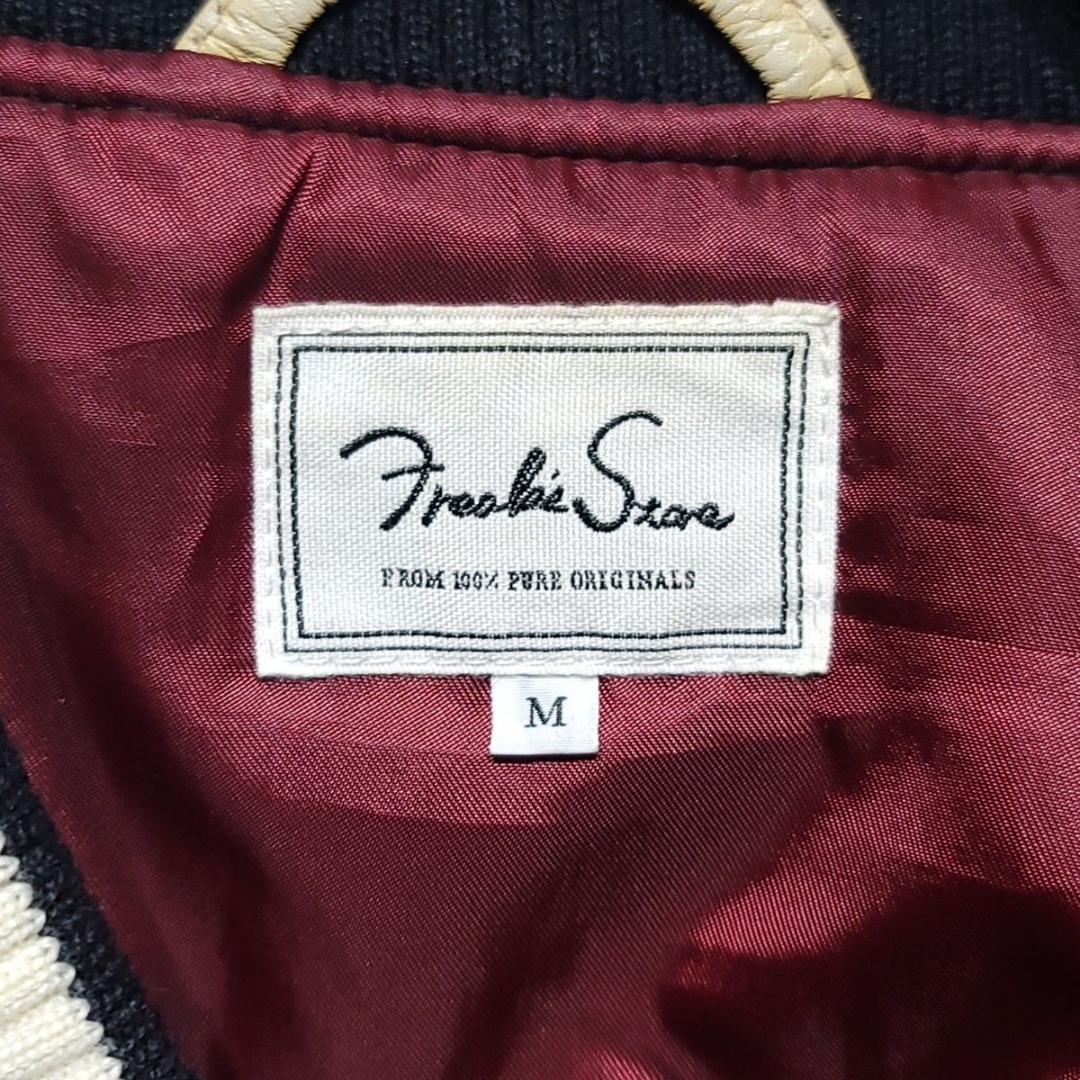 Freak's Store
FROM 100% PURE ORIGINALS
M